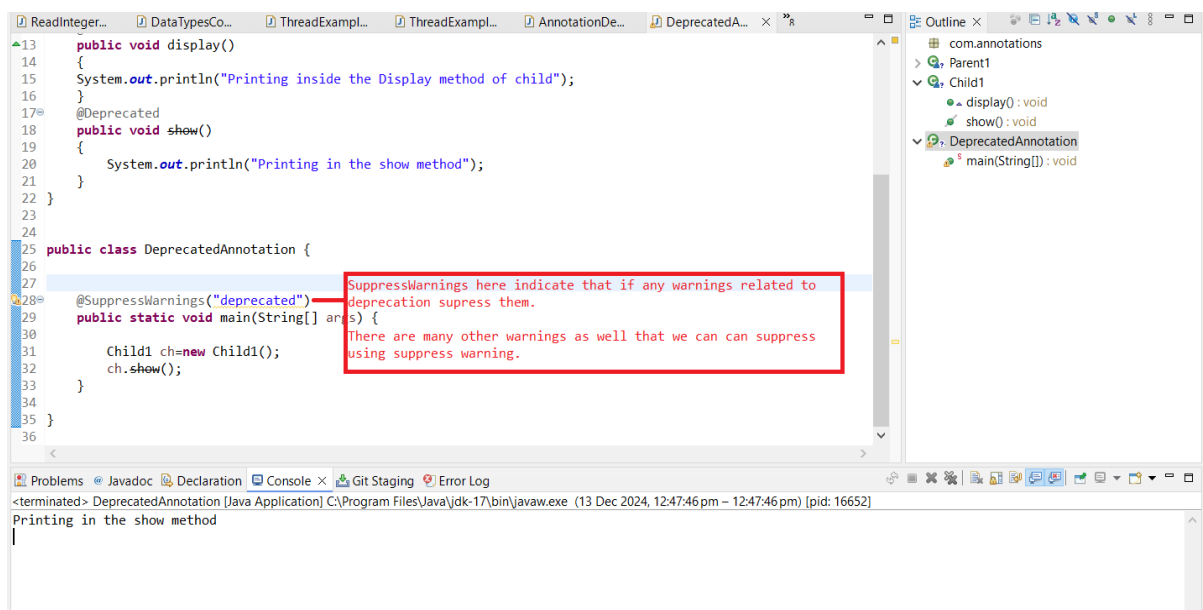 ReadInteger... DataTypesCo... ThreadExampl... ThreadExampl... AnnotationDe... DeprecatedA... × »8
Outline ×
13 public void display()
14 {
15 System.out.println("Printing inside the Display method of child");
16 }
17 @Deprecated
18 public void show()
19 {
20 System.out.println("Printing in the show method");
21 }
22 }
23
24
25 public class DeprecatedAnnotation {
26
27
28 @SuppressWarnings("deprecated")
29 public static void main(String[] args) {
30
31 Child1 ch=new Child1();
32 ch.show();
33 }
34
35 }
36
SuppressWarnings here indicate that if any warnings related to
deprecation supress them.
There are many other warnings as well that we can can suppress
using suppress warning.
com.annotations
Parent1
Child1
display() : void
show() : void
DeprecatedAnnotation
main(String[]) : void
Problems @ Javadoc Declaration Console × Git Staging Error Log
<terminated> DeprecatedAnnotation [Java Application] C:\Program Files\Java\jdk-17\bin\javaw.exe (13 Dec 2024, 12:47:46 pm – 12:47:46 pm) [pid: 16652]
Printing in the show method